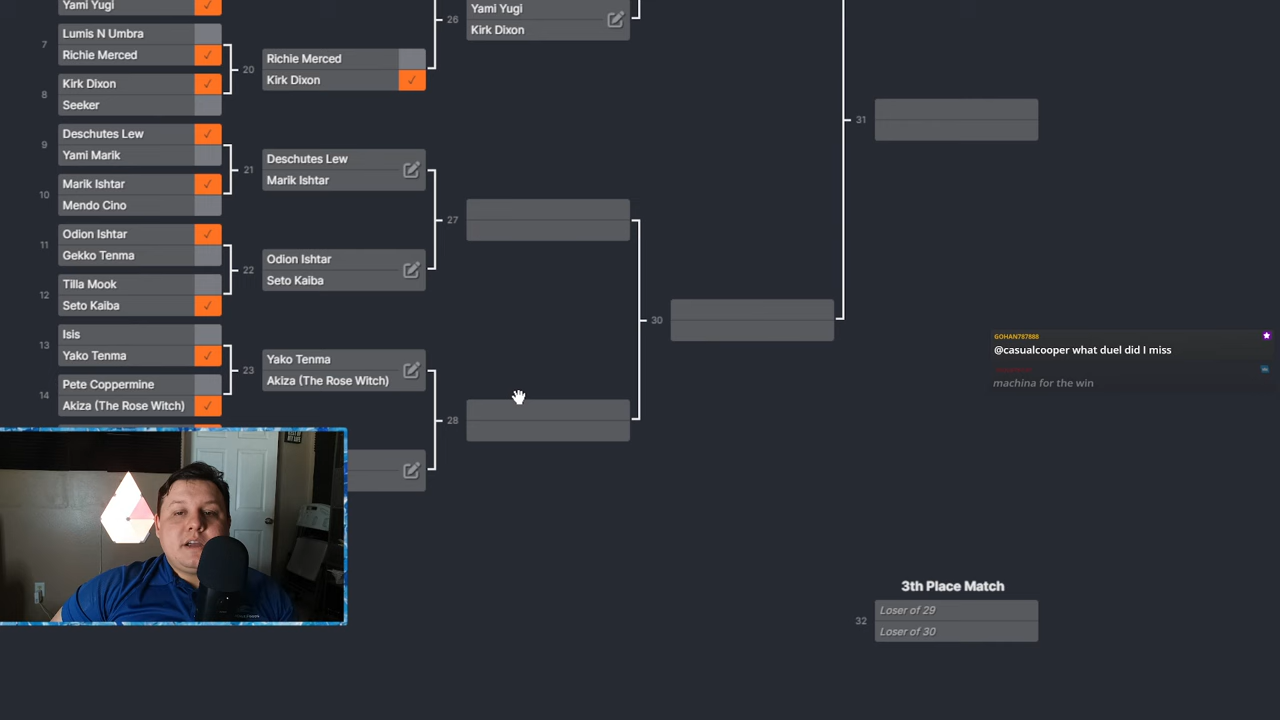 Yami Yugi
7
Lumis N Umbra
Richie Merced
8
Kirk Dixon
Seeker
9
Deschutes Lew
Yami Marik
10
Marik Ishtar
Mendo Cino
11
Odion Ishtar
Gekko Tenma
12
Tilla Mook
Seto Kaiba
13
Isis
Yako Tenma
14
Pete Coppermine
Akiza (The Rose Witch)
20
Richie Merced
Kirk Dixon
21
Deschutes Lew
Marik Ishtar
22
Odion Ishtar
Seto Kaiba
23
Yako Tenma
Akiza (The Rose Witch)
26
Yami Yugi
Kirk Dixon
27
28
30
31
GOHAN787888
@casualcooper what duel did I miss
machina for the win
3th Place Match
32
Loser of 29
Loser of 30